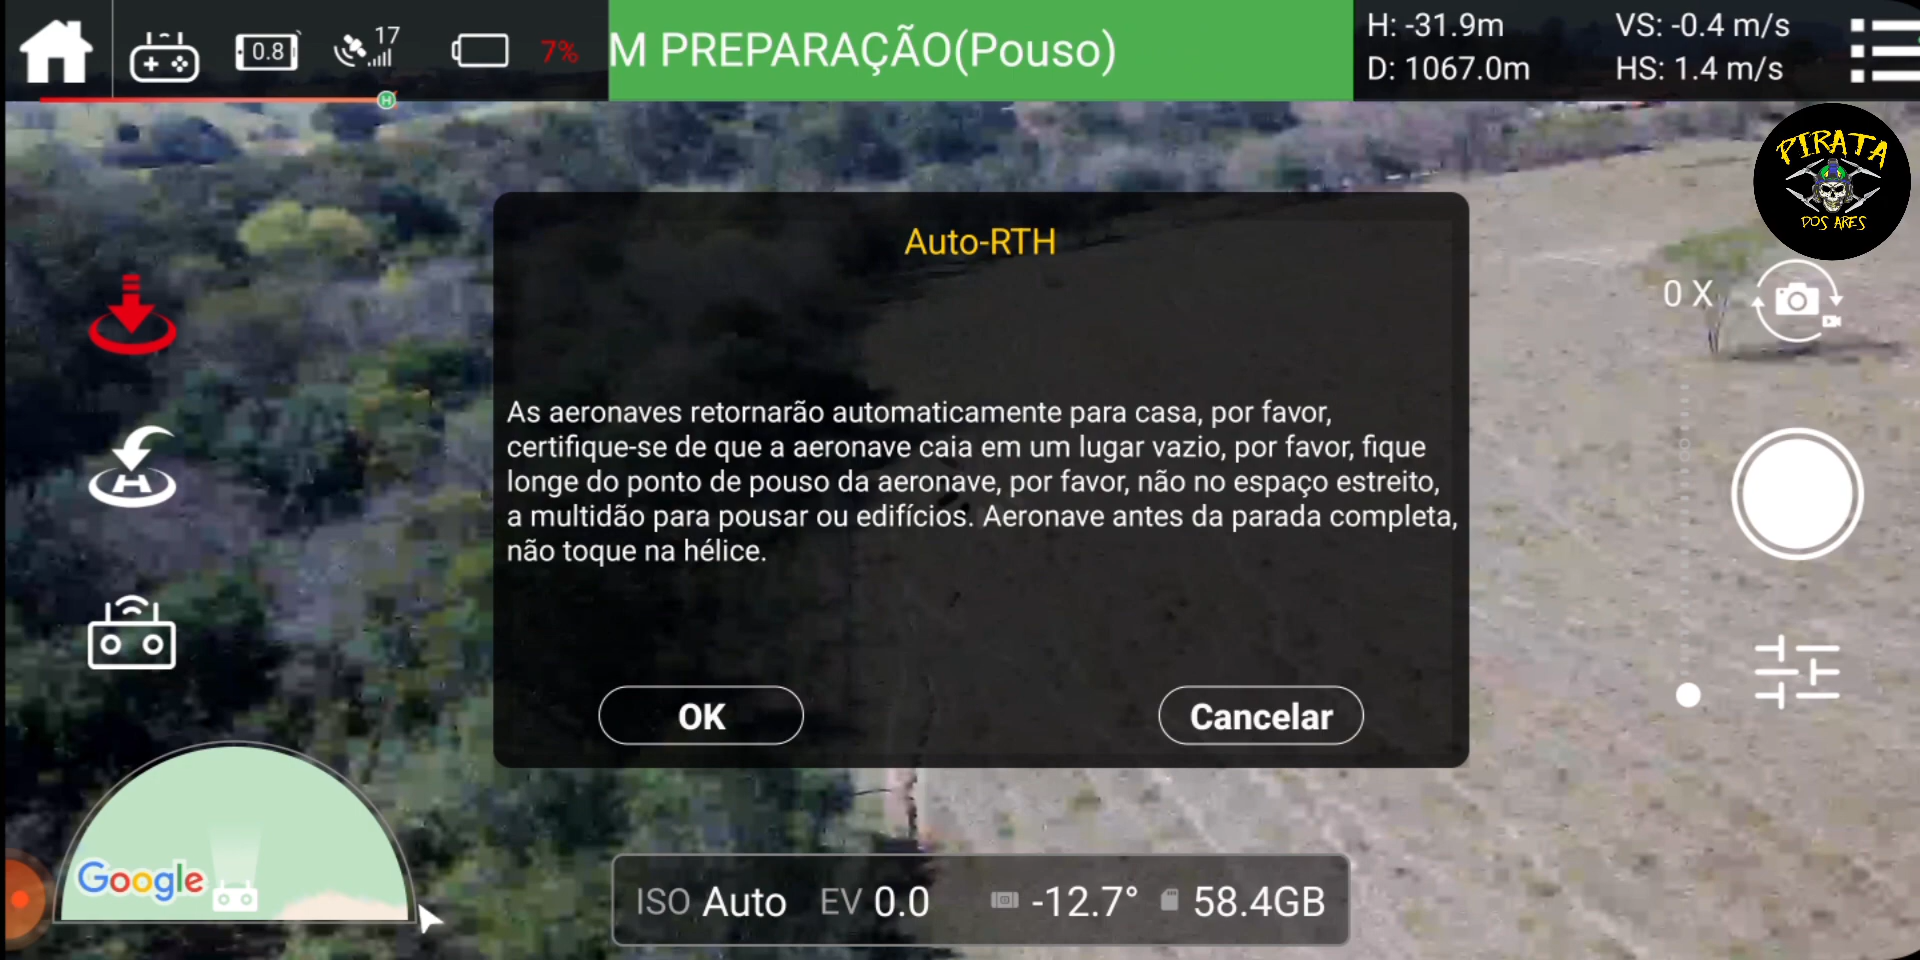 0.8
17
7%
M PREPARAÇÃO(Pouso)
H: -31.9m
VS: -0.4 m/s
D: 1067.0m
HS: 1.4 m/s
H
PIRATA
DOS ARES
Auto-RTH
0 X
As aeronaves retornarão automaticamente para casa, por favor,
certifique-se de que a aeronave caia em um lugar vazio, por favor, fique
longe do ponto de pouso da aeronave, por favor, não no espaço estreito,
a multidão para pousar ou edifícios. Aeronave antes da parada completa,
não toque na hélice.
H
OK
Cancelar
Google
ISO Auto EV 0.0 -12.7° 58.4GB